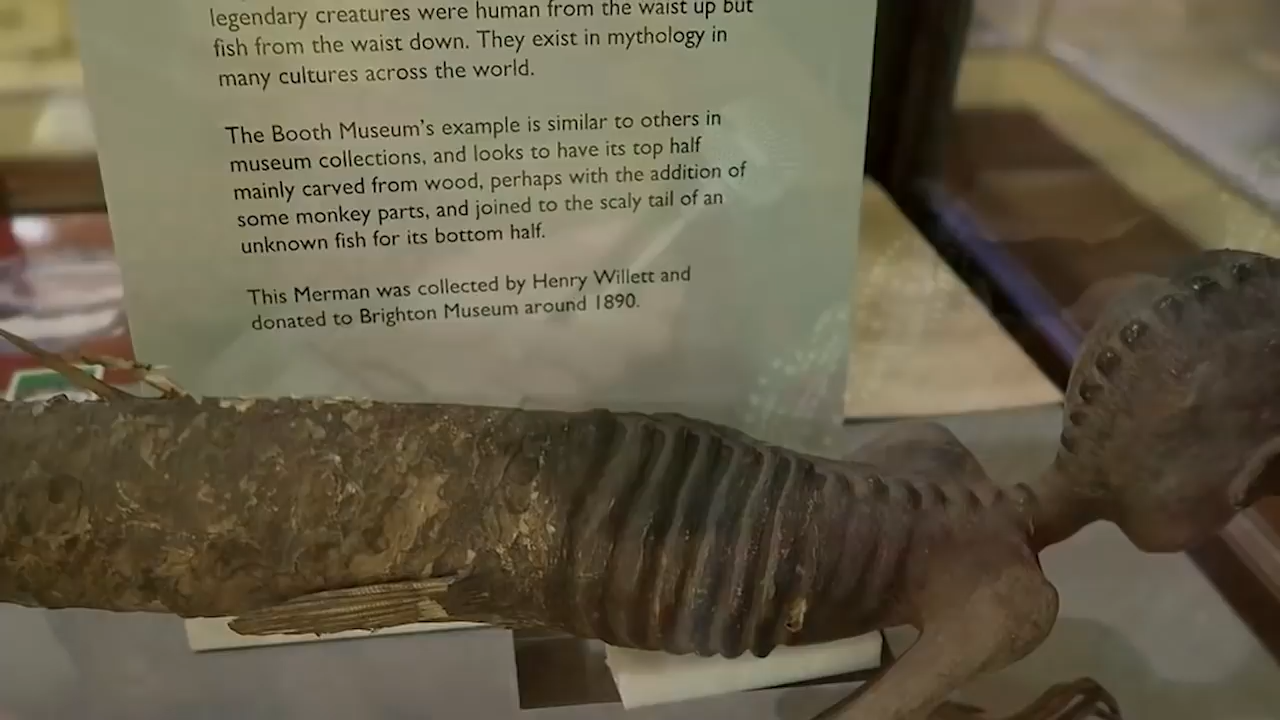 legendary creatures were human from the waist up but
fish from the waist down. They exist in mythology in
many cultures across the world.
The Booth Museum's example is similar to others in
museum collections, and looks to have its top half
mainly carved from wood, perhaps with the addition of
some monkey parts, and joined to the scaly tail of an
unknown fish for its bottom half.
This Merman was collected by Henry Willett and
donated to Brighton Museum around 1890.